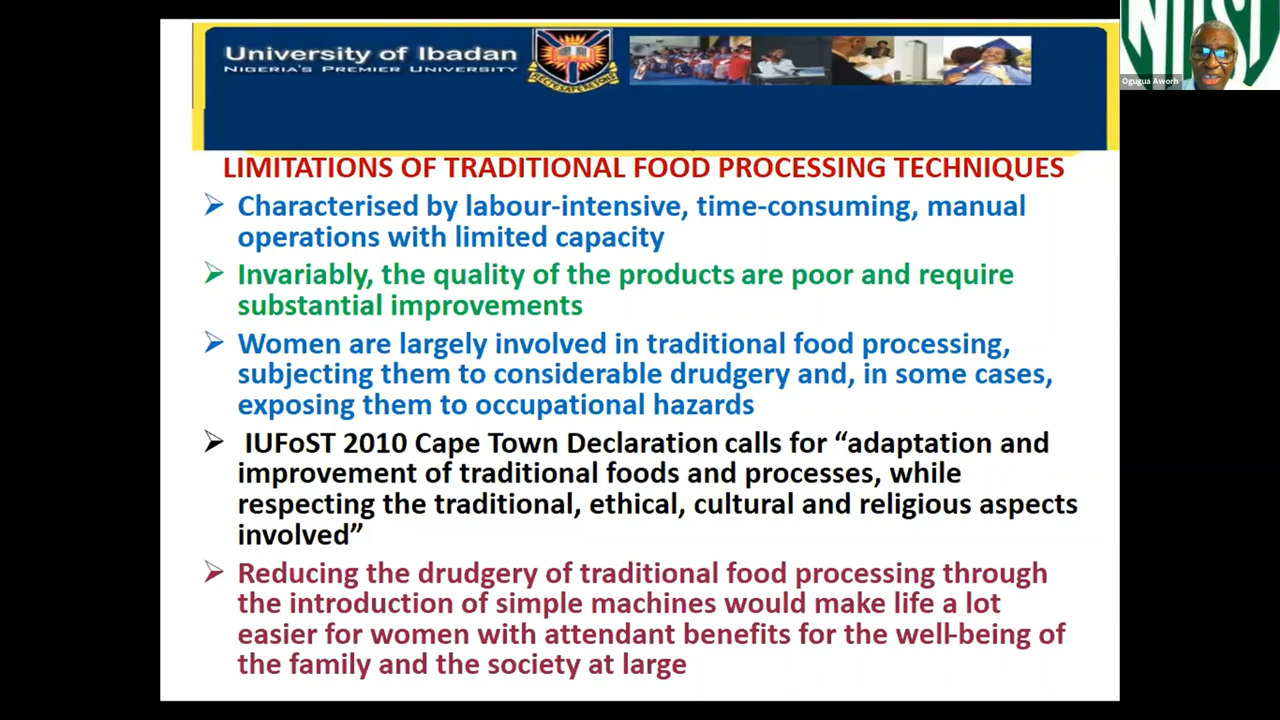 University of Ibadan
NIGERIA'S PREMIER UNIVERSITY
Ogugua Aworh
LIMITATIONS OF TRADITIONAL FOOD PROCESSING TECHNIQUES
Characterised by labour-intensive, time-consuming, manual
operations with limited capacity
Invariably, the quality of the products are poor and require
substantial improvements
Women are largely involved in traditional food processing,
subjecting them to considerable drudgery and, in some cases,
exposing them to occupational hazards
IUFoST 2010 Cape Town Declaration calls for “adaptation and
improvement of traditional foods and processes, while
respecting the traditional, ethical, cultural and religious aspects
involved”
Reducing the drudgery of traditional food processing through
the introduction of simple machines would make life a lot
easier for women with attendant benefits for the well-being of
the family and the society at large